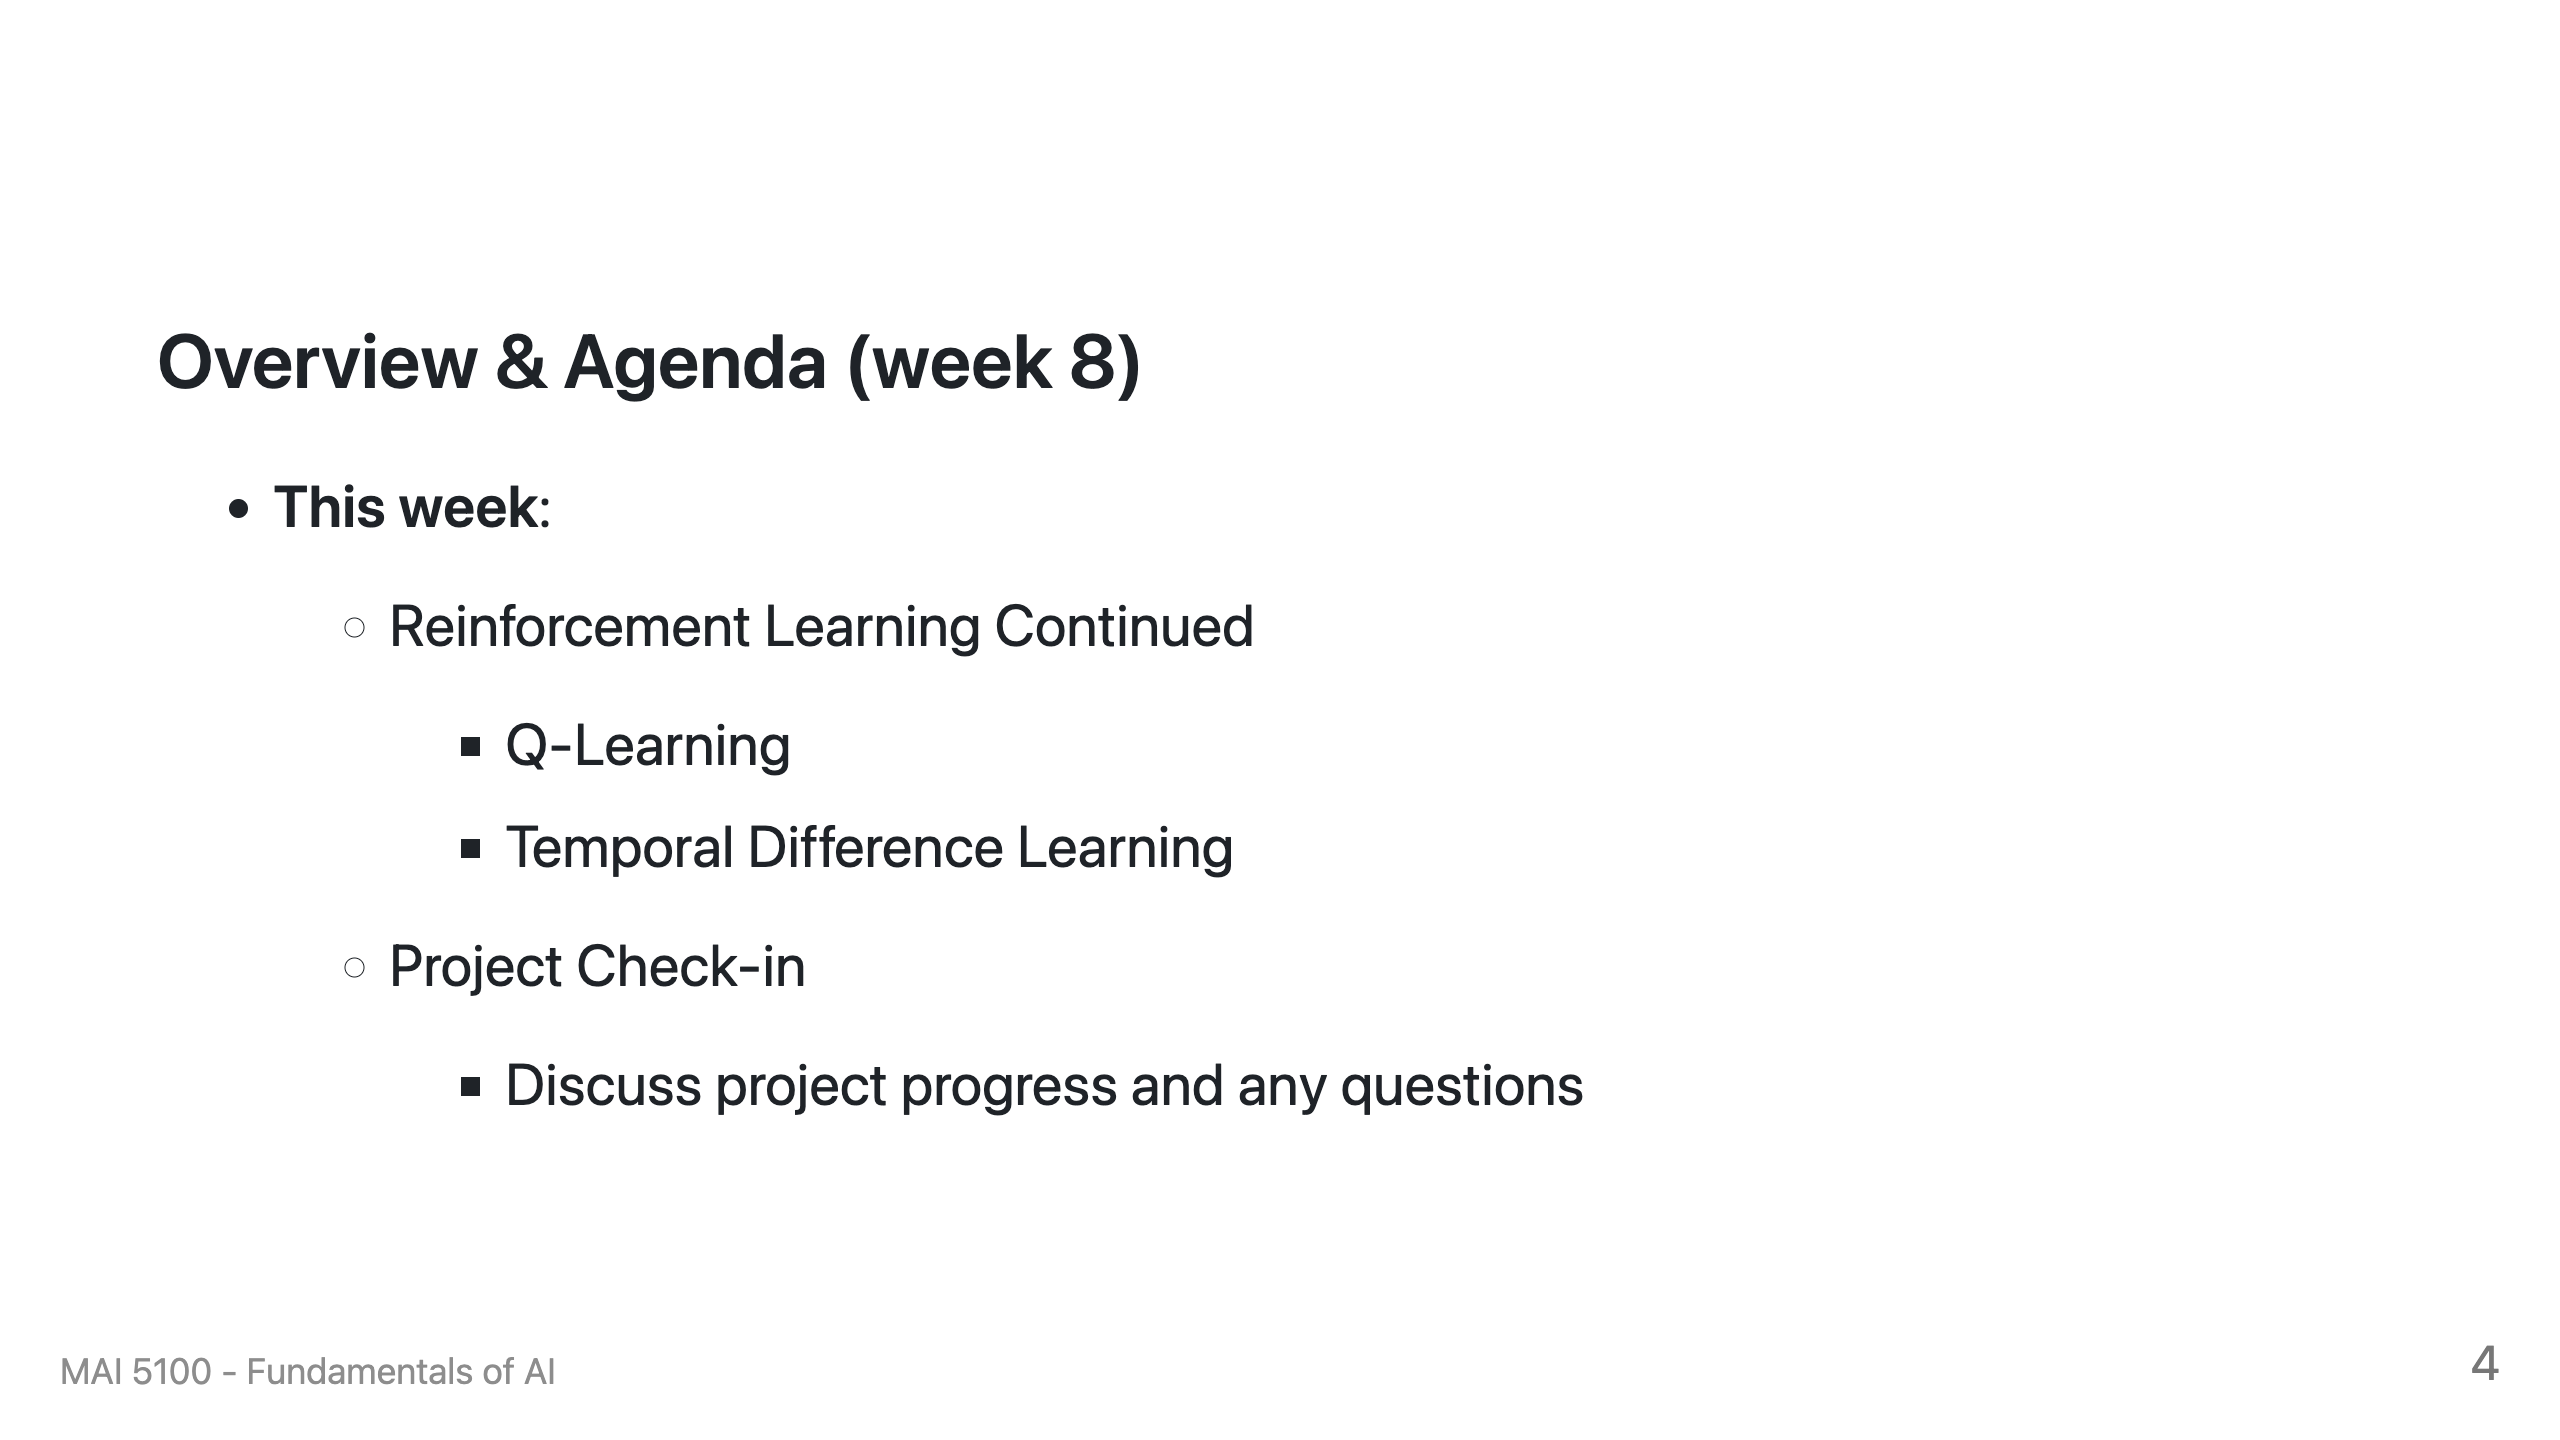 Overview & Agenda (week 8)
This week:
Reinforcement Learning Continued
Q-Learning
Temporal Difference Learning
Project Check-in
Discuss project progress and any questions
MAI 5100 - Fundamentals of AI
4